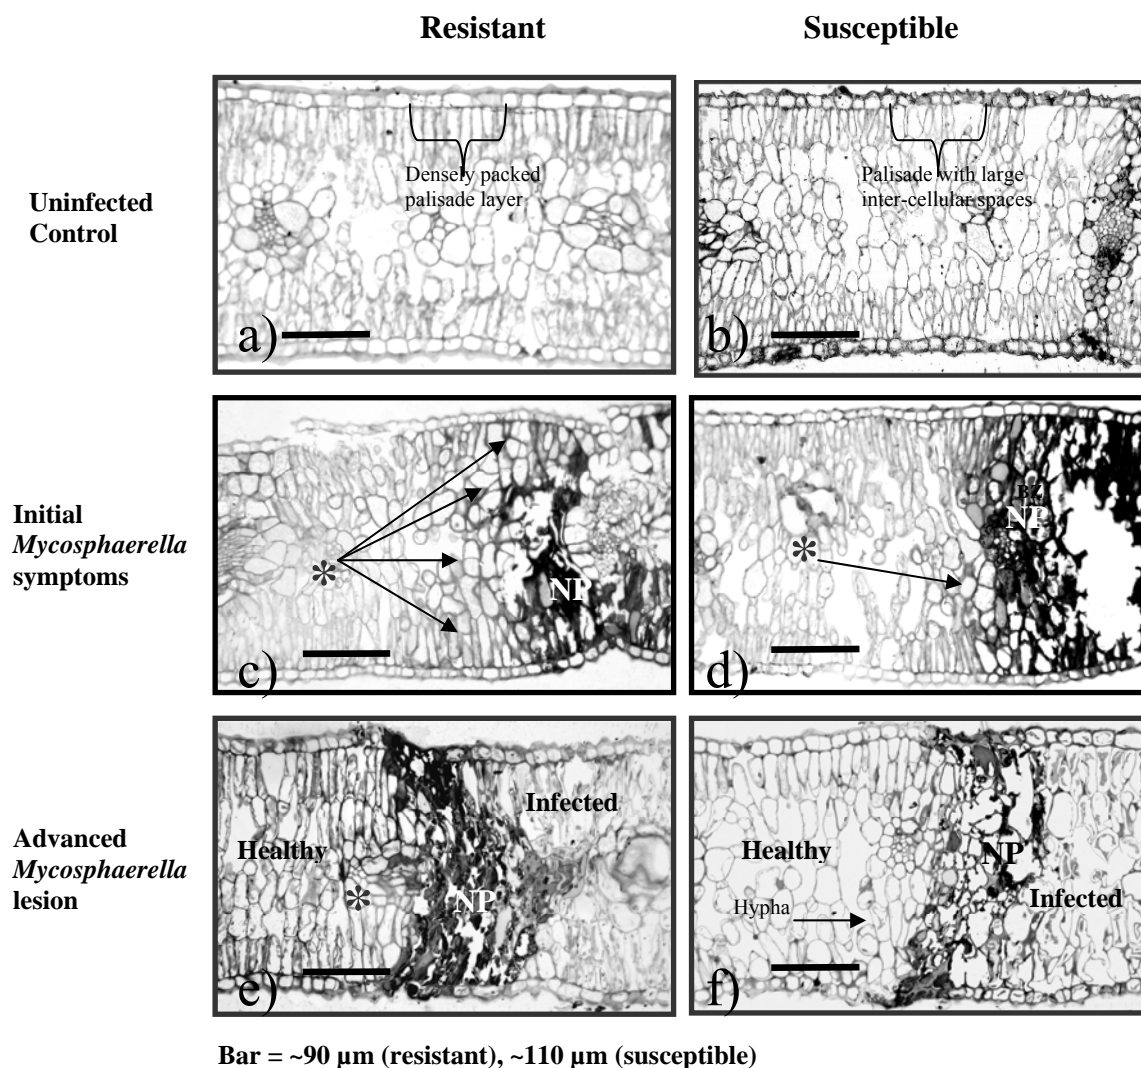 Resistant
Susceptible
Uninfected
Control
Densely packed
palisade layer
a)
Palisade with large
inter-cellular spaces
b)
Initial
Mycosphaerella
symptoms
*
NP
c)
BZ
NP
*
d)
Advanced
Mycosphaerella
lesion
Infected
Healthy
*
NP
e)
Healthy
NP
Infected
Hypha
f)
Bar = ~90 µm (resistant), ~110 µm (susceptible)